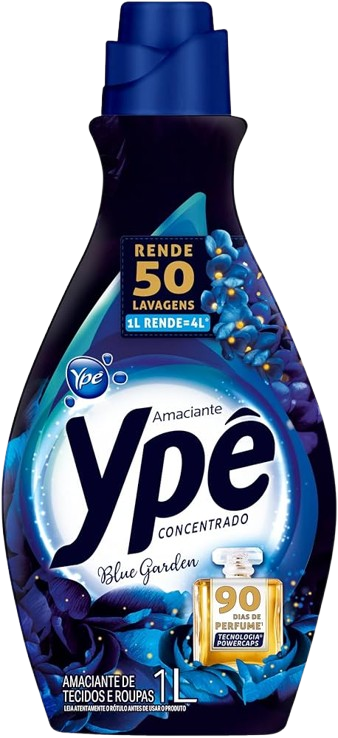 RENDE
50
LAVAGENS
1L RENDE=4L*
Ypê
Amaciante
Ypê
CONCENTRADO
Blue Garden
90
DIAS DE
PERFUME¹
TECNOLOGIA*
POWERCAPS
AMACIANTE DE
TECIDOS E ROUPAS 1L
LEIA ATENTAMENTE O RÓTULO ANTES DE USAR O PRODUTO